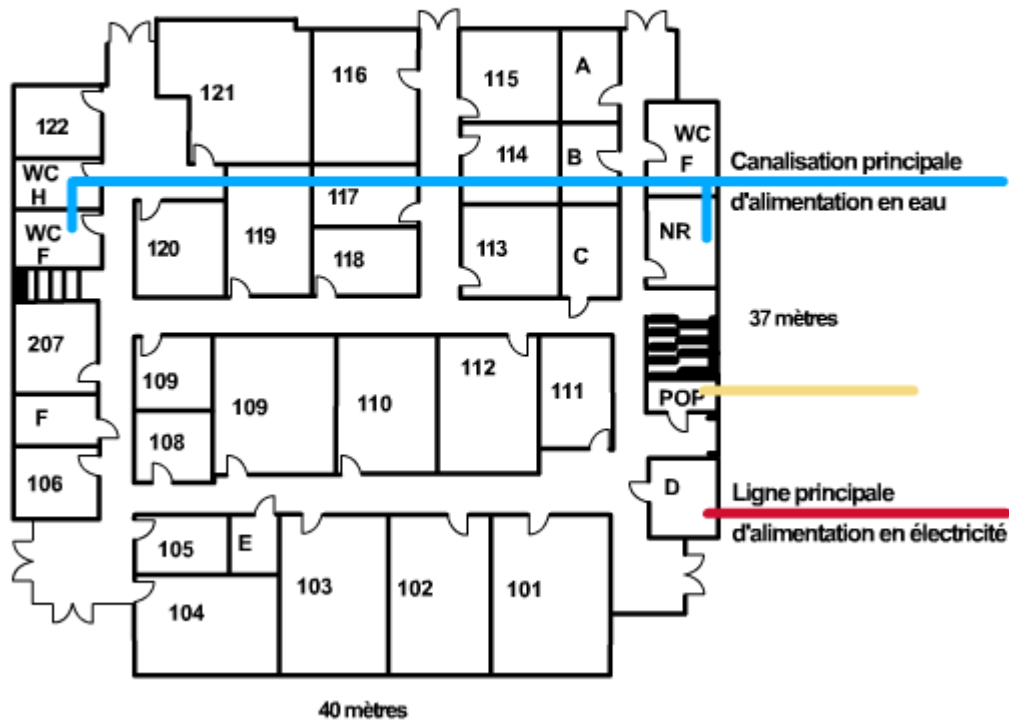 121
116
115
A
122
WC
F
WC
H
114
B
Canalisation principale
d'alimentation en eau
117
WC
F
120
119
118
113
C
NR
37 mètres
207
109
109
110
112
111
POP
F
108
106
D
Ligne principale
d'alimentation en électricité
105
E
104
103
102
101
40 mètres